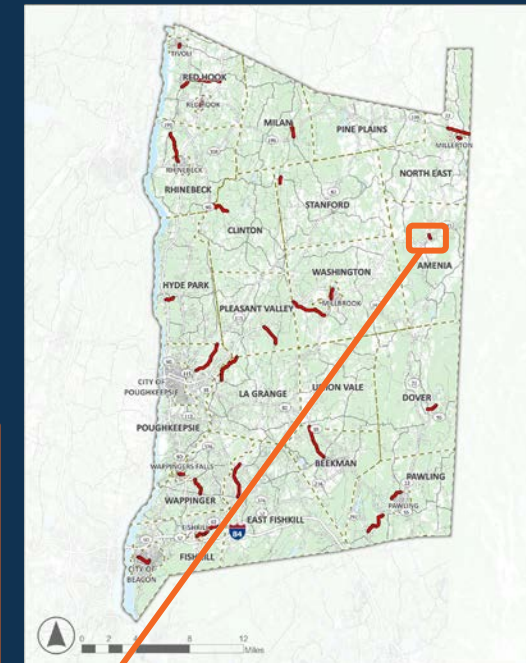 TIVOLI
RED HOOK
RED HOOK
MILAN
PINE PLAINS
MILLERTON
RHINEBECK
NORTH EAST
RHINEBECK
STANFORD
CLINTON
AMENIA
WASHINGTON
HYDE PARK
MILLBROOK
PLEASANT VALLEY
CITY OF
POUGHKEEPSIE
LA GRANGE
UNION VALE
DOVER
POUGHKEEPSIE
WAPPINGERS FALLS
BEEKMAN
PAWLING
WAPPINGER
PAWLING
EAST FISHKILL
FISHKILL
84
FISHKILL
CITY OF
BEACON
0 2 4 8 12
Miles